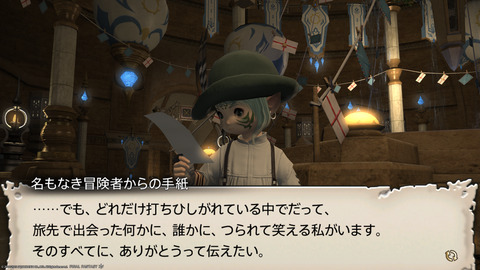 名もなき冒険者からの手紙
……でも、どれだけ打ちひしがれている中でだって、
旅先で出会った何かに、誰かに、つられて笑える私がいます。
そのすべてに、ありがとうって伝えたい。
FINAL FANTASY XIV